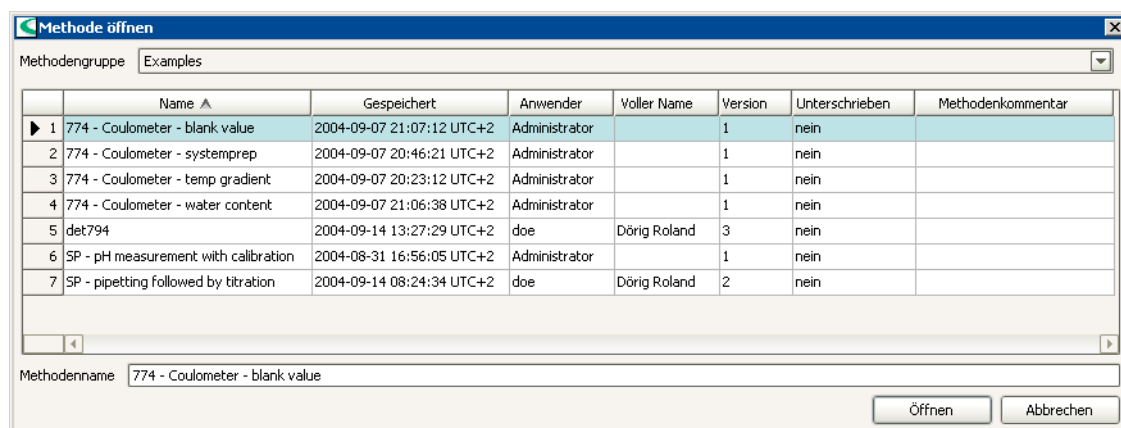 Methode öffnen
Methodengruppe Examples
Name Gespeichert Anwender Voller Name Version Unterschrieben Methodenkommentar
1 774 - Coulometer - blank value 2004-09-07 21:07:12 UTC+2 Administrator 1 nein
2 774 - Coulometer - systemprep 2004-09-07 20:46:21 UTC+2 Administrator 1 nein
3 774 - Coulometer - temp gradient 2004-09-07 20:23:12 UTC+2 Administrator 1 nein
4 774 - Coulometer - water content 2004-09-07 21:06:38 UTC+2 Administrator 1 nein
5 det794 2004-09-14 13:27:29 UTC+2 doe Dörig Roland 3 nein
6 SP - pH measurement with calibration 2004-08-31 16:56:05 UTC+2 Administrator 1 nein
7 SP - pipetting followed by titration 2004-09-14 08:24:34 UTC+2 doe Dörig Roland 2 nein
Methodenname 774 - Coulometer - blank value
Öffnen Abbrechen